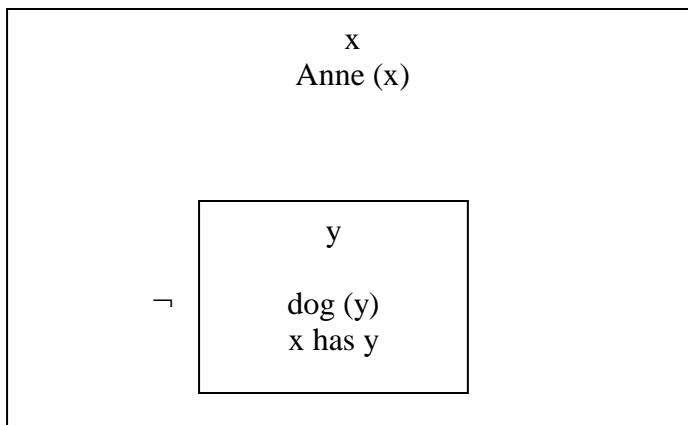 x
Anne (x)
y
dog (y)
¬
x has y